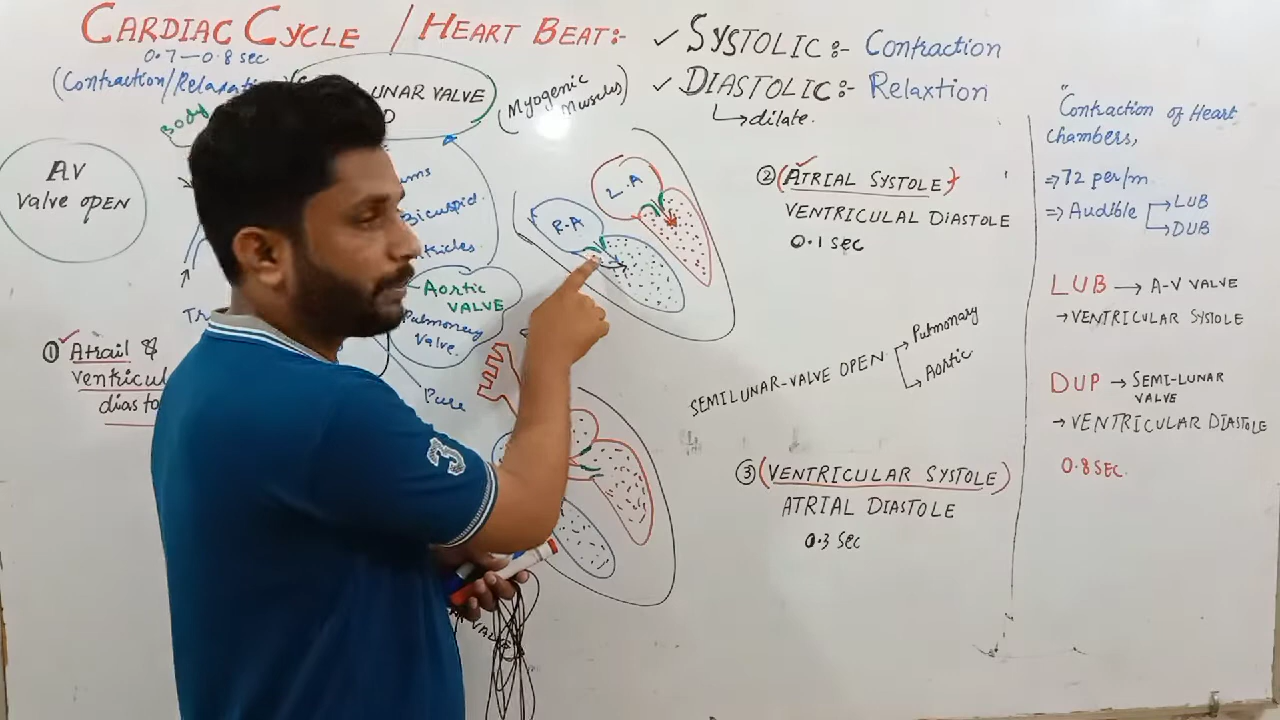 CARDIAC CYCLE / HEART BEAT:-
0.7-0.8 sec
(Contraction/Relaxatio
UNAR VALVE
(Myogenic
Muscles)
✓ SYSTOLIC :- Contraction
✓ DIASTOLIC :- Relaxtion
↳ dilate.
Body
AV
Valve OPEN
Bicuspid.
Aortic
VALVE
Pulmonary
Valve.
Pure
① Atrail &
ventricul
diasto
L.A
R.A
② (ATRIAL SYSTOLE)
VENTRICULAL DIASTOLE
0.1 sec
SEMILUNAR-VALVE OPEN
Pulmonary
Aortic
③ (VENTRICULAR SYSTOLE)
ATRIAL DIASTOLE
0.3 Sec
"Contraction of Heart
Chambers,
⇒ 72 per/m
⇒ Audible → LUB
→ DUB
LUB → A-V VALVE
→ VENTRICULAR SYSTOLE
DUP → SEMI-LUNAR
VALVE
→ VENTRICULAR DIASTOLE
0.8 SEC.
3